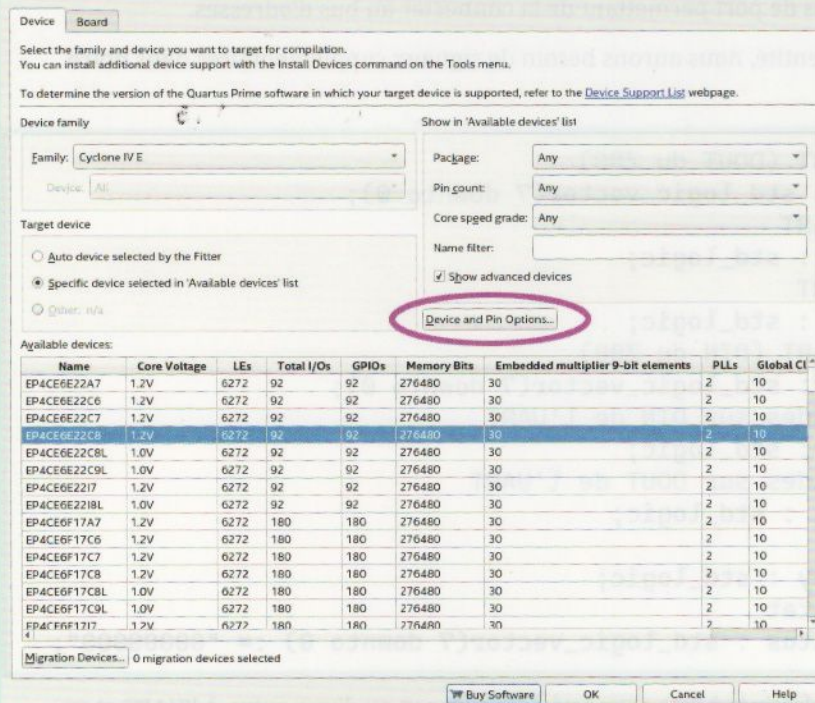 Device Board
Select the family and device you want to target for compilation.
You can install additional device support with the Install Devices command on the Tools menu.
To determine the version of the Quartus Prime software in which your target device is supported, refer to the Device Support List webpage.
Device family
Family: Cyclone IV E
Device: All
Target device
Auto device selected by the Fitter
Specific device selected in 'Available devices' list
Other: n/a
Show in 'Available devices' list
Package: Any
Pin count: Any
Core speed grade: Any
Name filter:
Show advanced devices
Device and Pin Options...
Available devices:
Name Core Voltage LEs Total I/Os GPIOs Memory Bits Embedded multiplier 9-bit elements PLLs Global Cl
EP4CE6E22A7 1.2V 6272 92 92 276480 30 2 10
EP4CE6E22C6 1.2V 6272 92 92 276480 30 2 10
EP4CE6E22C7 1.2V 6272 92 92 276480 30 2 10
EP4CE6E22C8 1.2V 6272 92 92 276480 30 2 10
EP4CE6E22C8L 1.0V 6272 92 92 276480 30 2 10
EP4CE6E22C9L 1.0V 6272 92 92 276480 30 2 10
EP4CE6E22I7 1.2V 6272 92 92 276480 30 2 10
EP4CE6E22I8L 1.0V 6272 92 92 276480 30 2 10
EP4CE6F17A7 1.2V 6272 180 180 276480 30 2 10
EP4CE6F17C6 1.2V 6272 180 180 276480 30 2 10
EP4CE6F17C7 1.2V 6272 180 180 276480 30 2 10
EP4CE6F17C8 1.2V 6272 180 180 276480 30 2 10
EP4CE6F17C8L 1.0V 6272 180 180 276480 30 2 10
EP4CE6F17C9L 1.0V 6272 180 180 276480 30 2 10
EP4CE6F17I7 1.2V 6272 180 180 276480 30 2 10
Migration Devices... 0 migration devices selected
Buy Software OK Cancel Help